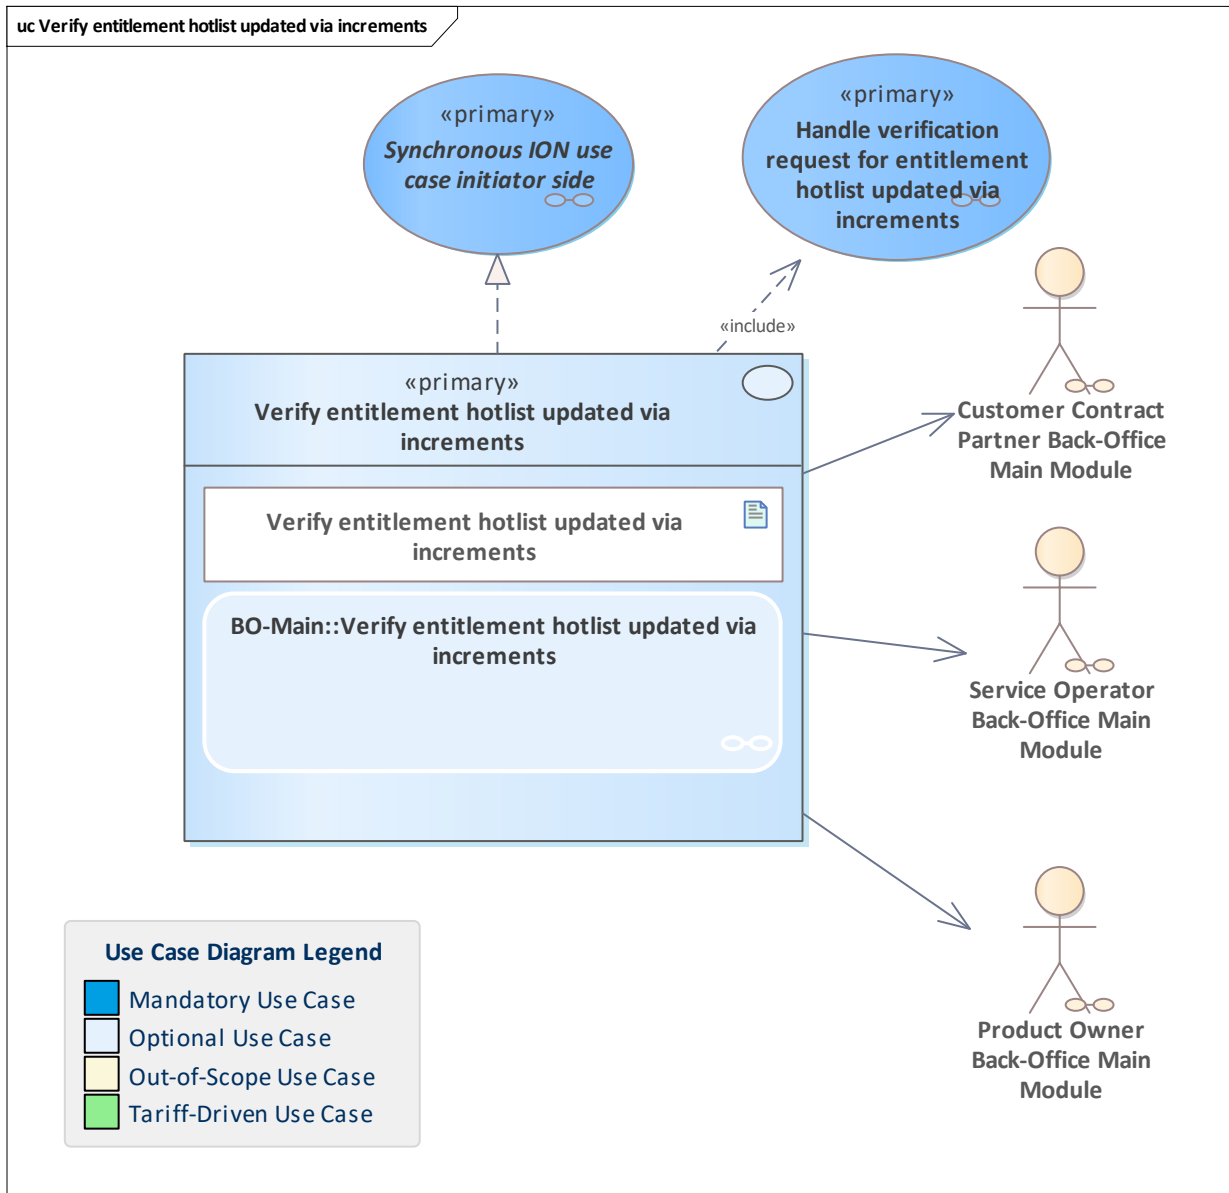 uc Verify entitlement hotlist updated via increments
«primary»
Synchronous ION use
case initiator side
«primary»
Handle verification
request for entitlement
hotlist updated via
increments
«include»
«primary»
Verify entitlement hotlist updated via
increments
Verify entitlement hotlist updated via
increments
BO-Main::Verify entitlement hotlist updated via
increments
Customer Contract
Partner Back-Office
Main Module
Service Operator
Back-Office Main
Module
Product Owner
Back-Office Main
Module
Use Case Diagram Legend
Mandatory Use Case
Optional Use Case
Out-of-Scope Use Case
Tariff-Driven Use Case